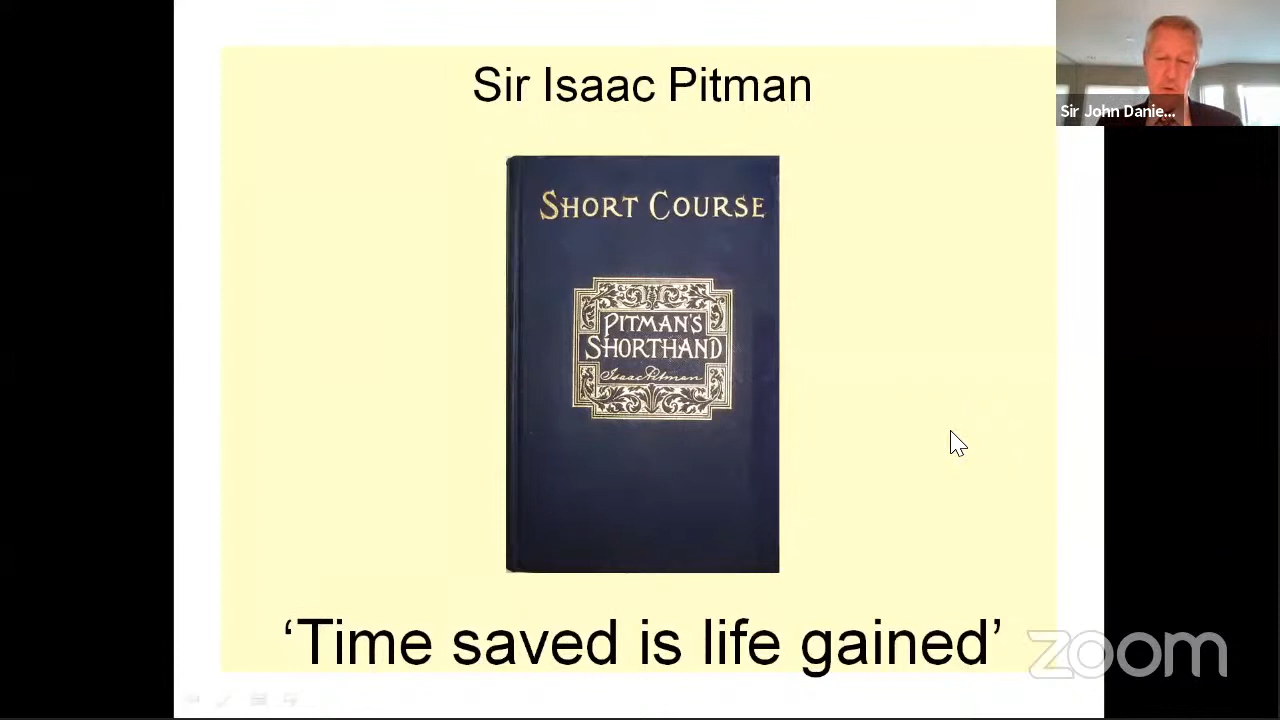 Sir Isaac Pitman
Sir John Danie...
SHORT COURSE
PITMAN'S
SHORTHAND
Isaac Pitman
‘Time saved is life gained’
zoom